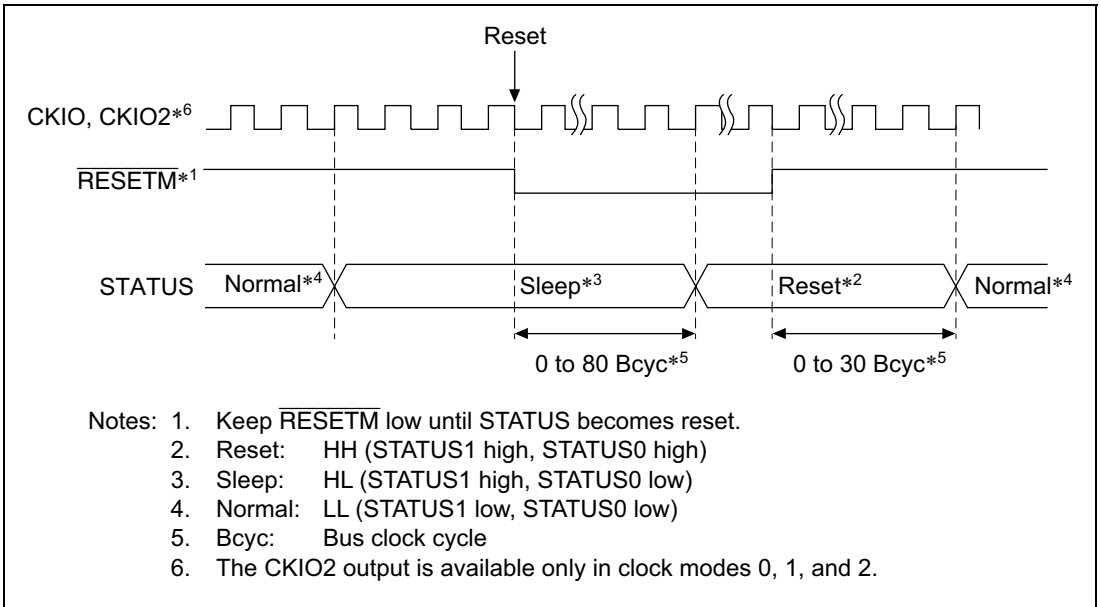 Reset
CKIO, CKIO2*6
RESETM*1
STATUS Normal*4 Sleep*3 Reset*2 Normal*4
0 to 80 Bcyc*5 0 to 30 Bcyc*5
Notes: 1. Keep RESETM low until STATUS becomes reset.
2. Reset: HH (STATUS1 high, STATUS0 high)
3. Sleep: HL (STATUS1 high, STATUS0 low)
4. Normal: LL (STATUS1 low, STATUS0 low)
5. Bcyc: Bus clock cycle
6. The CKIO2 output is available only in clock modes 0, 1, and 2.